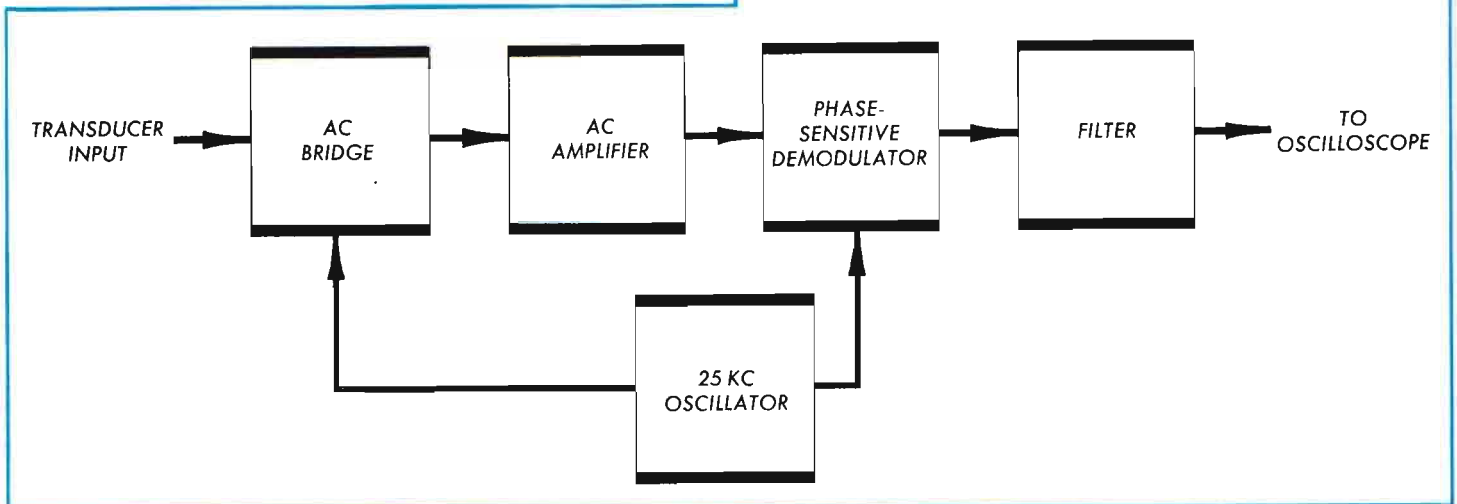 TRANSDUCER
INPUT
AC
BRIDGE
AC
AMPLIFIER
PHASE-
SENSITIVE
DEMODULATOR
FILTER
TO
OSCILLOSCOPE
25 KC
OSCILLATOR